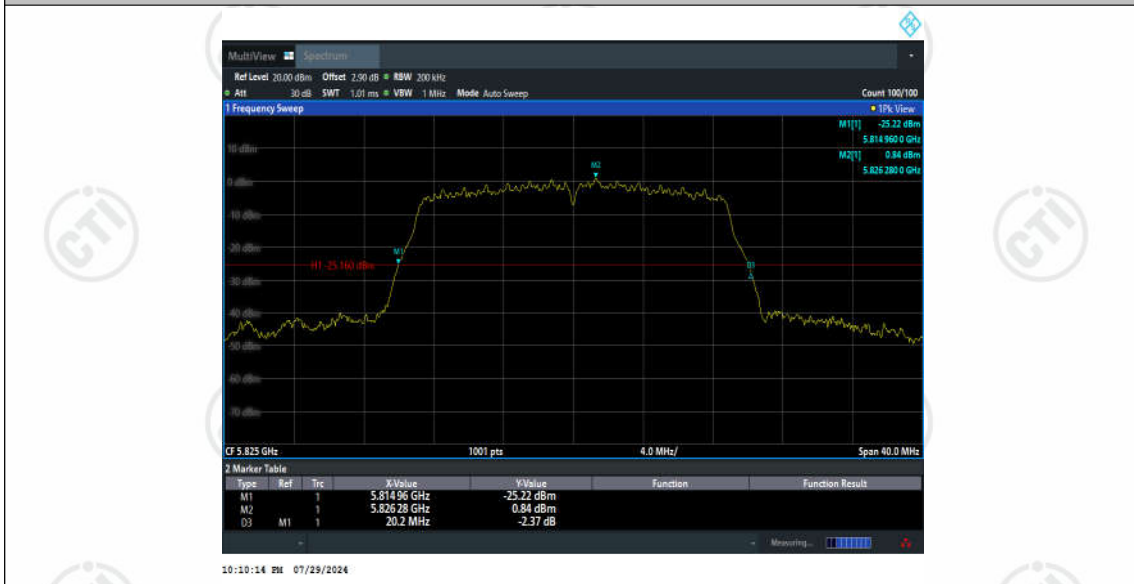 MultiView Spectrum
Ref Level 20.00 dBm Offset 2.90 dB RBW 200 kHz
Att 30 dB SWT 1.01 ms VBW 1 MHz Mode Auto Sweep Count 100/100
1 Frequency Sweep 1Pk View
M1[1] -25.22 dBm
5.814 960 0 GHz
M2[1] 0.84 dBm
5.826 280 0 GHz
10 dBm
M2
0 dBm
-10 dBm
-20 dBm
M1
H1 -25.160 dBm
D3
-30 dBm
-40 dBm
-50 dBm
-60 dBm
-70 dBm
CF 5.825 GHz 1001 pts 4.0 MHz/ Span 40.0 MHz
2 Marker Table
Type Ref Trc X-Value Y-Value Function Function Result
M1 1 5.814 96 GHz -25.22 dBm
M2 1 5.826 28 GHz 0.84 dBm
D3 M1 1 20.2 MHz -2.37 dB
Measuring...
10:10:14 PM 07/29/2024
CTI
CTI